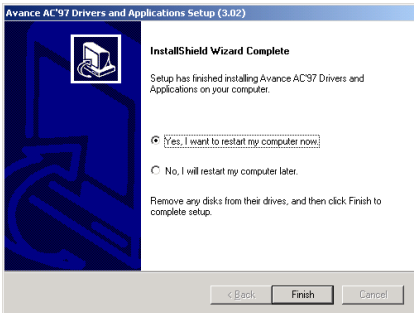 Avance AC'97 Drivers and Applications Setup (3.02)
InstallShield Wizard Complete
Setup has finished installing Avance AC'97 Drivers and
Applications on your computer.
Yes, I want to restart my computer now.
No, I will restart my computer later.
Remove any disks from their drives, and then click Finish to
complete setup.
< Back
Finish
Cancel